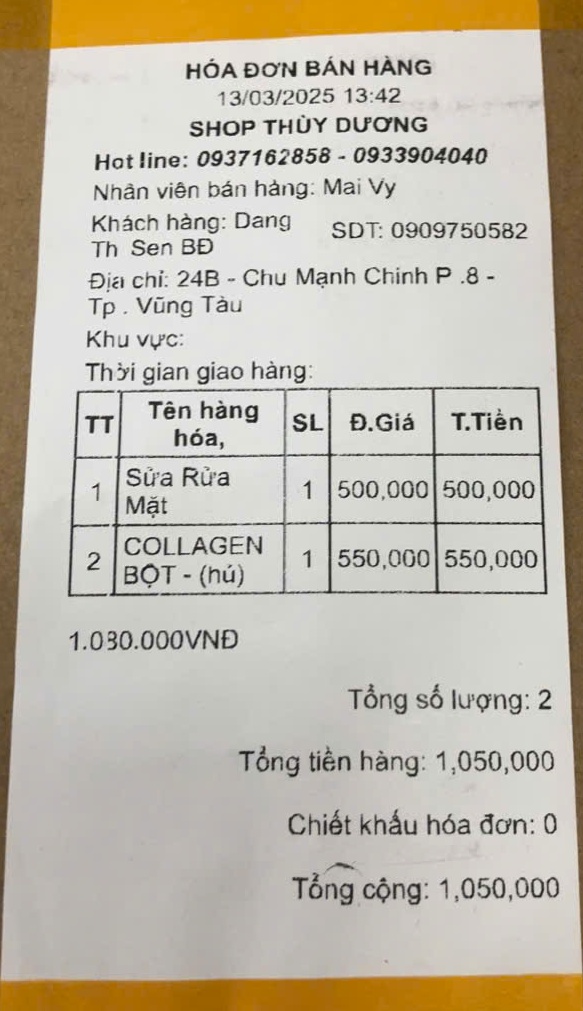 HÓA ĐƠN BÁN HÀNG
13/03/2025 13:42
SHOP THÙY DƯƠNG
Hot line: 0937162858 - 0933904040
Nhân viên bán hàng: Mai Vy
Khách hàng: Dang Th Sen BĐ SDT: 0909750582
Địa chỉ: 24B - Chu Mạnh Chinh P .8 -
Tp . Vũng Tàu
Khu vực:
Thời gian giao hàng:
TT Tên hàng hóa, SL Đ.Giá T.Tiền
1 Sửa Rửa Mặt 1 500,000 500,000
2 COLLAGEN BỘT - (hú) 1 550,000 550,000
1.080.000VNĐ
Tổng số lượng: 2
Tổng tiền hàng: 1,050,000
Chiết khấu hóa đơn: 0
Tổng cộng: 1,050,000